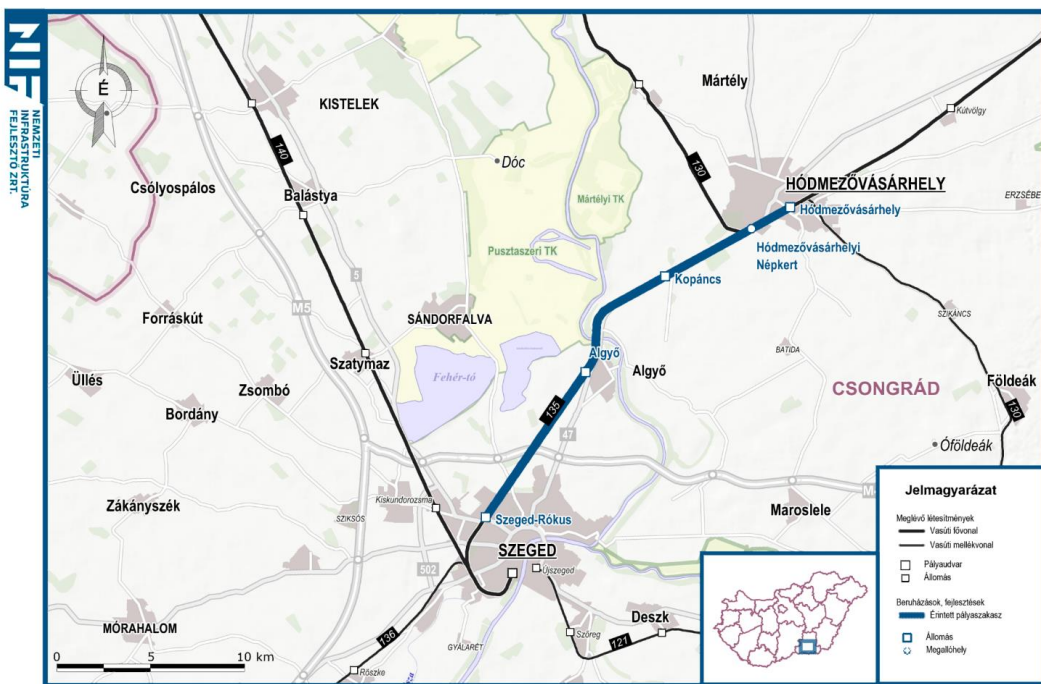 NIF
NEMZETI
INFRASTRUKTÚRA
FEJLESZTŐ ZRT.
É
KISTELEK
Mártély
Kútvölgy
140
130
Dóc
HÓDMEZŐVÁSÁRHELY
Csólyospálos
Balástya
Mártélyi TK
Hódmezővásárhely
ERZSÉBE
Pusztaszeri TK
Hódmezővásárhelyi
Népkert
5
Kopáncs
M5
Forráskút
SÁNDORFALVA
SZIKÁNCS
Szatymaz
Algyő
BATIDA
Üllés
Zsombó
Fehér-tó
Algyő
CSONGRÁD
Földeák
Bordány
135
130
47
Óföldeák
Zákányszék
Kiskundorozsma
SZIKSÓS
Szeged-Rókus
Maroslele
M
SZEGED
502
Újszeged
MÓRAHALOM
136
GYÁLARÉT
Szőreg
Deszk
121
Röszke
0 5 10 km
Jelmagyarázat
Meglévő létesítmények
Vasúti fővonal
Vasúti mellékvonal
Pályaudvar
Állomás
Beruházások, fejlesztések
Érintett pályaszakasz
Állomás
Megállóhely